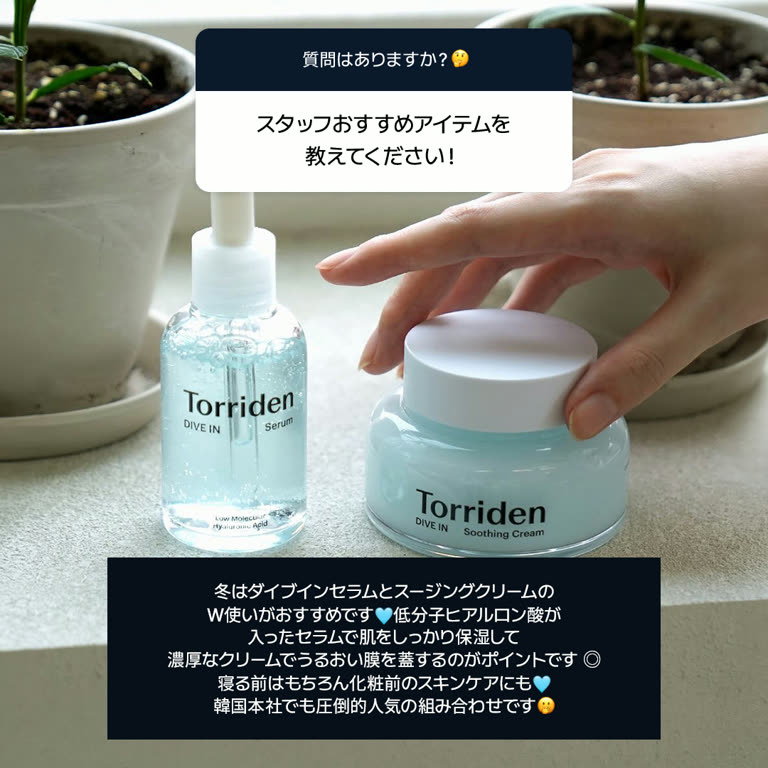 質問はありますか?🤔
スタッフおすすめアイテムを
教えてください!
Torriden
DIVE IN Serum
Low Molecular
Hyaluronic Acid
Torriden
DIVE IN Soothing Cream
冬はダイブインセラムとスージングクリームの
W使いがおすすめです🩵低分子ヒアルロン酸が
入ったセラムで肌をしっかり保湿して
濃厚なクリームでうるおい膜を蓋するのがポイントです ◎
寝る前はもちろん化粧前のスキンケアにも🩵
韓国本社でも圧倒的人気の組み合わせです🤫